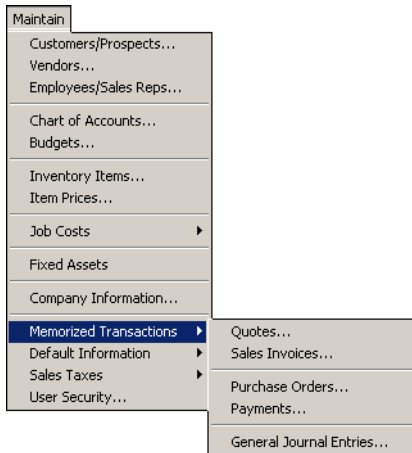 Maintain
Customers/Prospects...
Vendors...
Employees/Sales Reps...
Chart of Accounts...
Budgets...
Inventory Items...
Item Prices...
Job Costs
Fixed Assets
Company Information...
Memorized Transactions
Default Information
Sales Taxes
User Security...
Quotes...
Sales Invoices...
Purchase Orders...
Payments...
General Journal Entries...